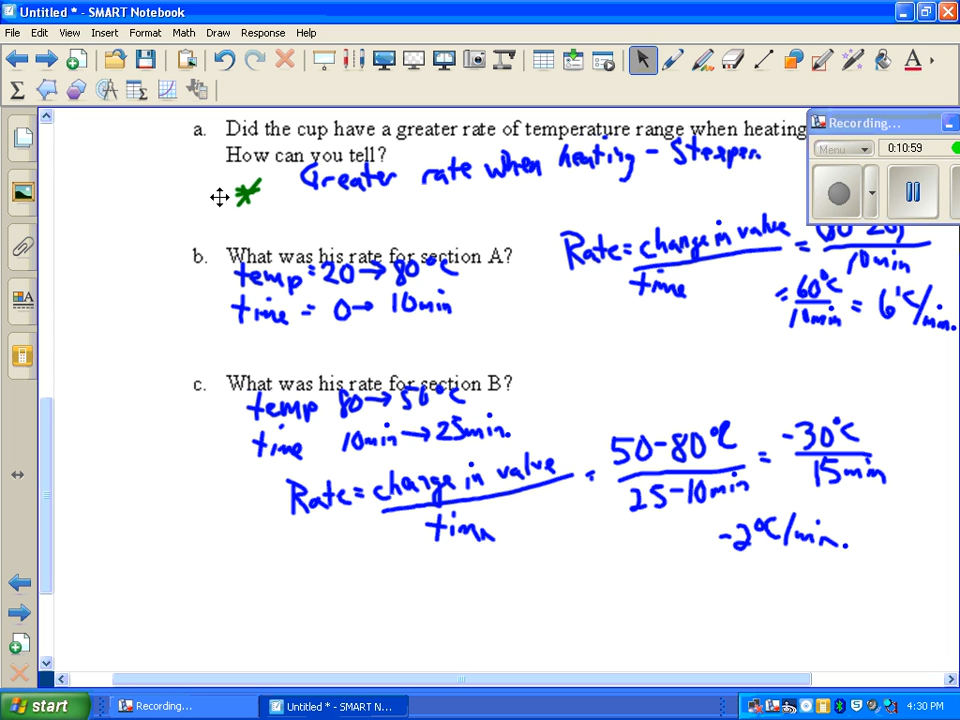 Untitled * - SMART Notebook
File Edit View Insert Format Math Draw Response Help
Recording...
Menu
0:10:59
a. Did the cup have a greater rate of temperature range when heating
How can you tell?
Greater rate when heating - Steeper
b. What was his rate for section A?
temp = 20 → 80°C
time = 0 → 10min
Rate = change in value / time = / 10min
= 60°C / 10min = 6°C/min.
c. What was his rate for section B?
temp 80 → 50°C
time 10min → 25min.
Rate = change in value / time = 50-80°C / 25-10min = -30°C / 15min
-2°C/min.
start
Recording...
Untitled * - SMART N...
4:30 PM